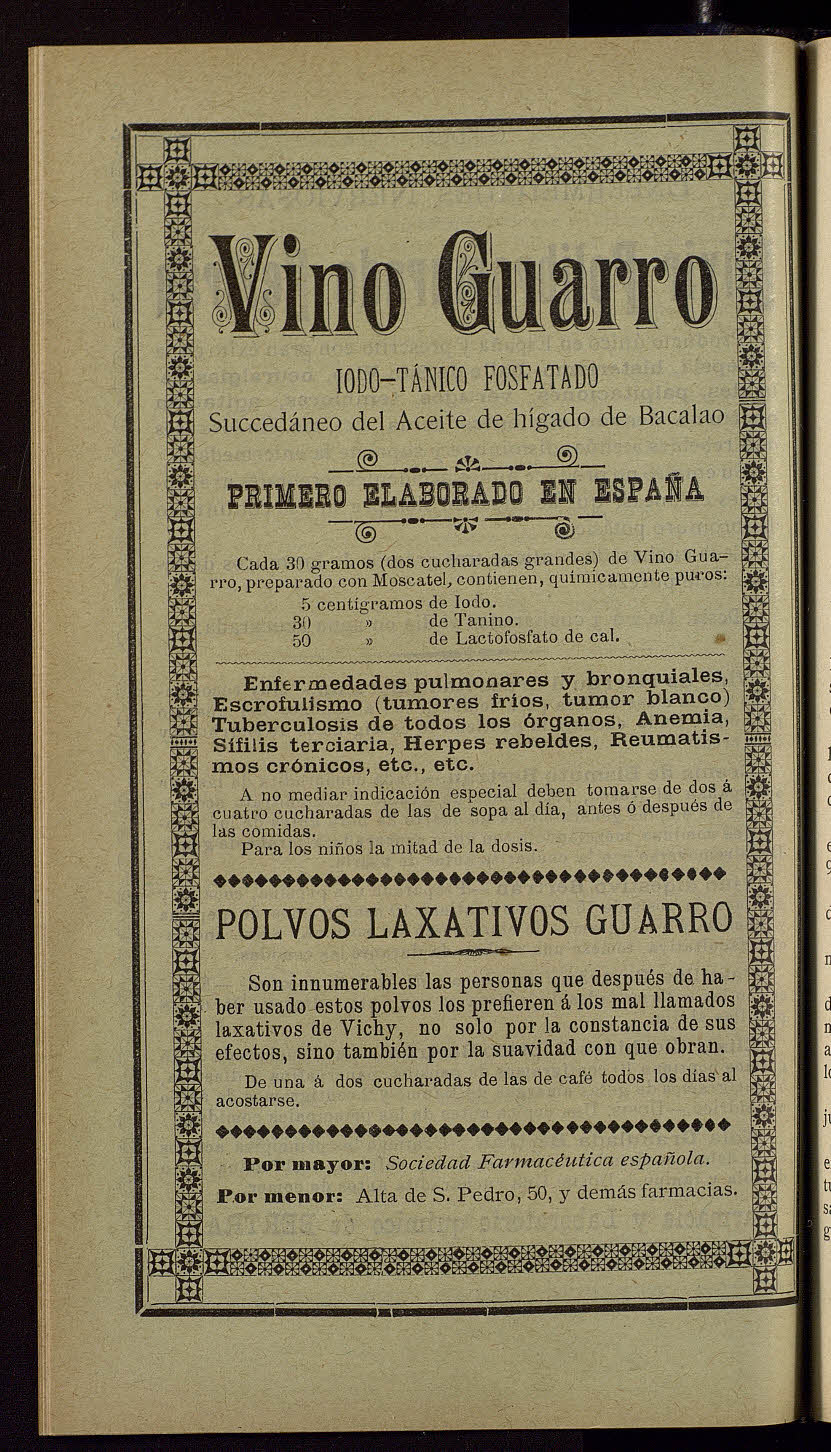 Vino Guarro
IODO-TÁNICO FOSFATADO
Succedáneo del Aceite de hígado de Bacalao
PRIMERO ELABORADO EN ESPAÑA
Cada 30 gramos (dos cucharadas grandes) de Vino Gua-
rro, preparado con Moscatel, contienen, químicamente puros:
5 centigramos de Iodo.
30 » de Tanino.
50 » de Lactofosfato de cal.
Enfermedades pulmonares y bronquiales,
Escrofulismo (tumores fríos, tumor blanco)
Tuberculosis de todos los órganos, Anemia,
Sífilis terciaria, Herpes rebeldes, Reumatis-
mos crónicos, etc., etc.
A no mediar indicación especial deben tomarse de dos á
cuatro cucharadas de las de sopa al día, antes ó después de
las comidas.
Para los niños la mitad de la dosis.
POLVOS LAXATIVOS GUARRO
Son innumerables las personas que después de ha-
ber usado estos polvos los prefieren á los mal llamados
laxativos de Vichy, no solo por la constancia de sus
efectos, sino también por la suavidad con que obran.
De una á dos cucharadas de las de café todos los días al
acostarse.
Por mayor: Sociedad Farmacéutica española.
Por menor: Alta de S. Pedro, 50, y demás farmacias.